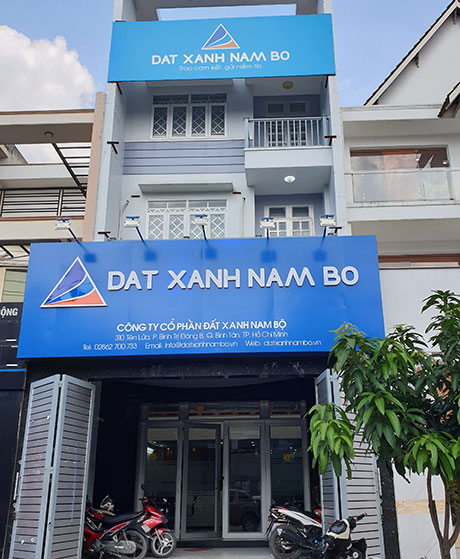 DAT XANH NAM BO
Trao cam kết, gửi niềm tin
DAT XANH NAM BO
CÔNG TY CỔ PHẦN ĐẤT XANH NAM BỘ
310 Tên Lửa, P. Bình Trị Đông B, Q. Bình Tân, TP. Hồ Chí Minh
Tel: 02862 700 733 Email: info@datxanhnambo.vn Web: datxanhnambo.vn
ĐỘNG